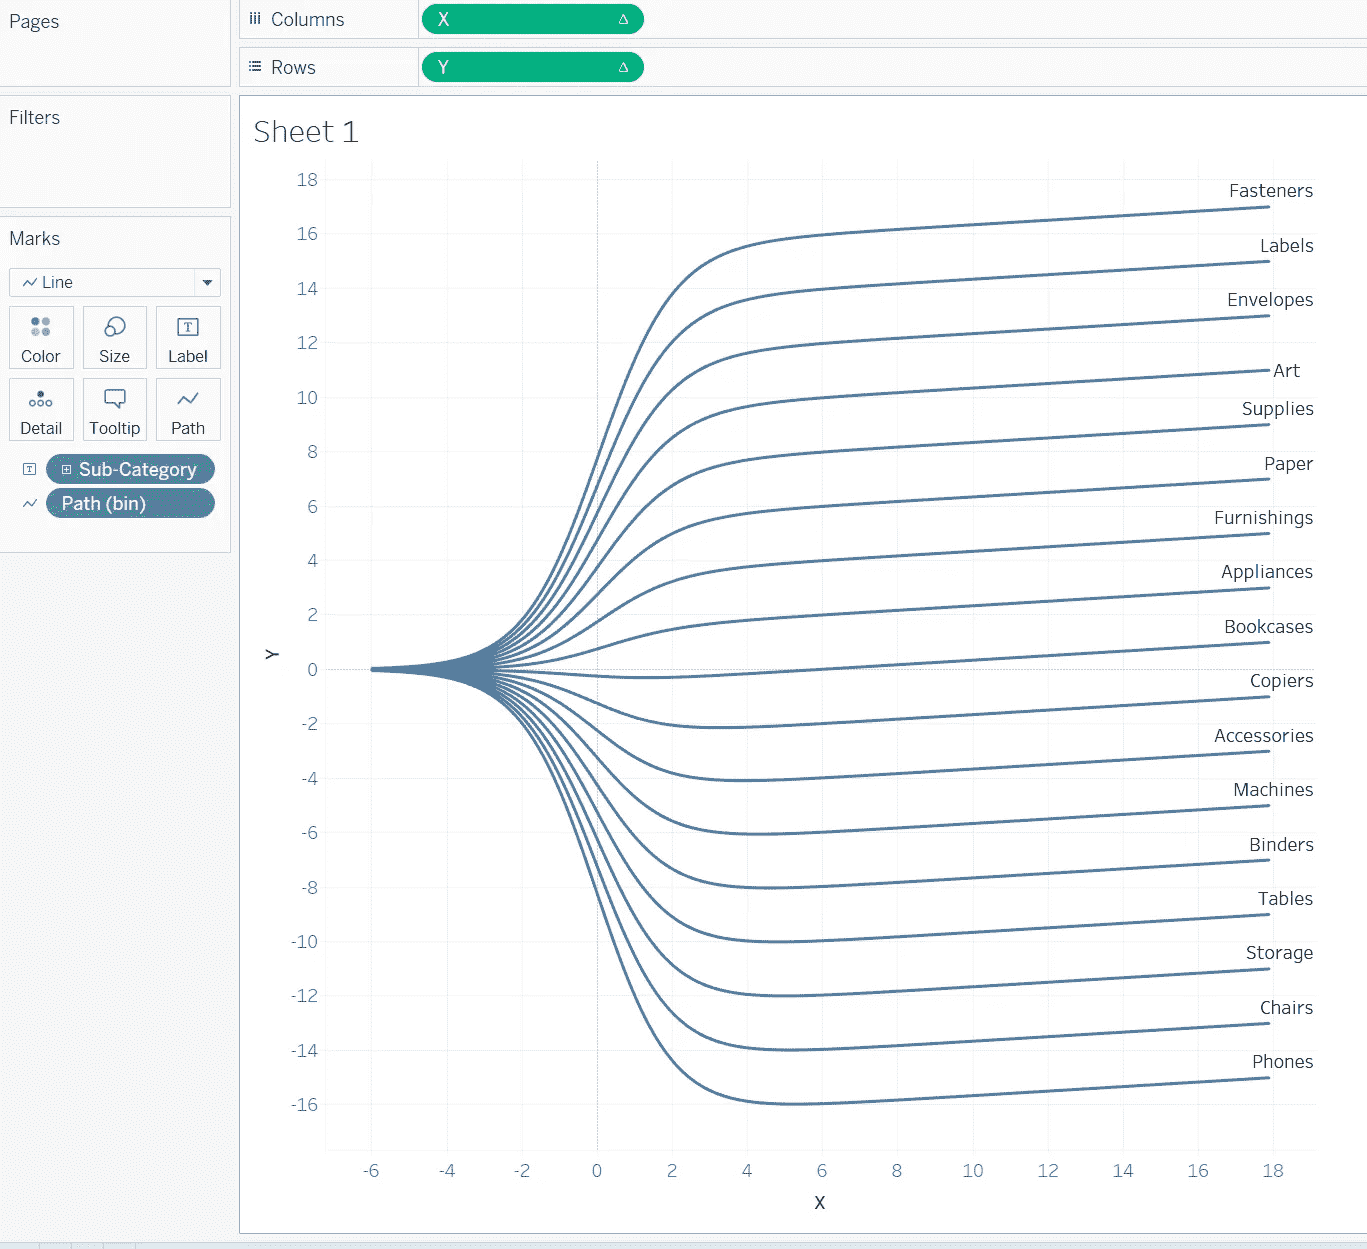 Pages
Columns
X
Rows
Y
Filters
Marks
Line
Color
Size
Label
Detail
Tooltip
Path
Sub-Category
Path (bin)
Sheet 1
18
16
14
12
10
8
6
4
2
0
-2
-4
-6
-8
-10
-12
-14
-16
Y
Fasteners
Labels
Envelopes
Art
Supplies
Paper
Furnishings
Appliances
Bookcases
Copiers
Accessories
Machines
Binders
Tables
Storage
Chairs
Phones
-6 -4 -2 0 2 4 6 8 10 12 14 16 18
X